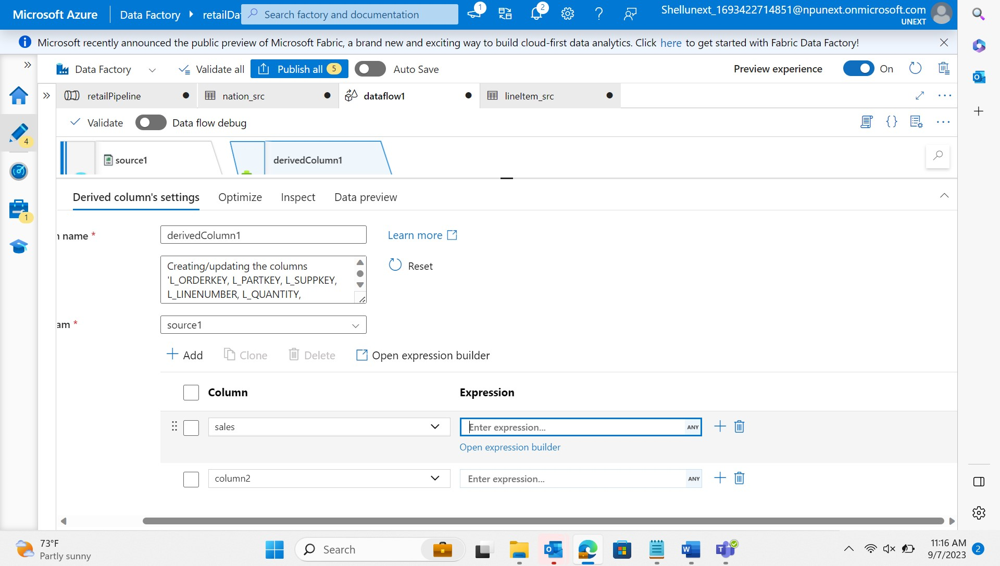 Microsoft Azure
Data Factory
retailDa
Search factory and documentation
1
2
Shellunext_1693422714851@npunext.onmicrosoft.com
UNEXT
Microsoft recently announced the public preview of Microsoft Fabric, a brand new and exciting way to build cloud-first data analytics. Click here to get started with Fabric Data Factory!
Data Factory
Validate all
Publish all 5
Auto Save
Preview experience
On
retailPipeline
nation_src
dataflow1
lineItem_src
Validate
Data flow debug
4
1
source1
derivedColumn1
Derived column's settings
Optimize
Inspect
Data preview
name *
derivedColumn1
Learn more
Creating/updating the columns
'L_ORDERKEY, L_PARTKEY, L_SUPPKEY,
L_LINENUMBER, L_QUANTITY,
Reset
am *
source1
Add
Clone
Delete
Open expression builder
Column
Expression
sales
Enter expression...
ANY
Open expression builder
column2
Enter expression...
ANY
73°F
Partly sunny
Search
11:16 AM
9/7/2023
2